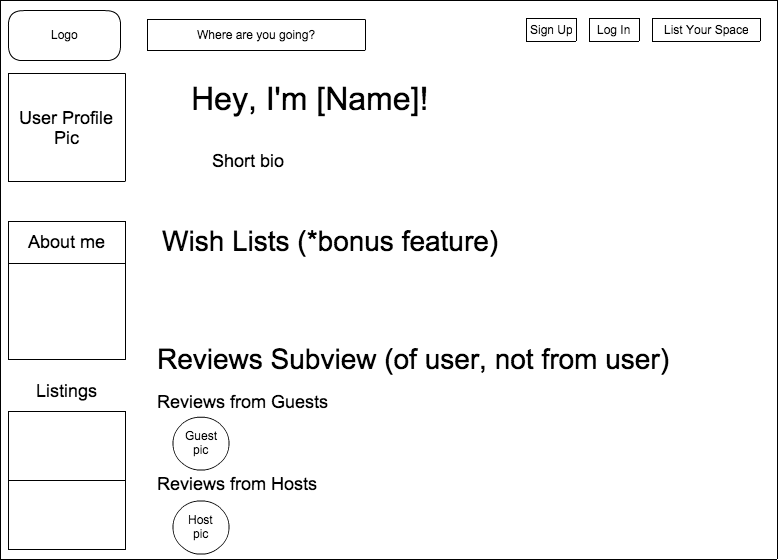 Logo
Where are you going?
Sign Up
Log In
List Your Space
User Profile
Pic
Hey, I'm [Name]!
Short bio
About me
Wish Lists (*bonus feature)
Listings
Reviews Subview (of user, not from user)
Reviews from Guests
Guest
pic
Reviews from Hosts
Host
pic